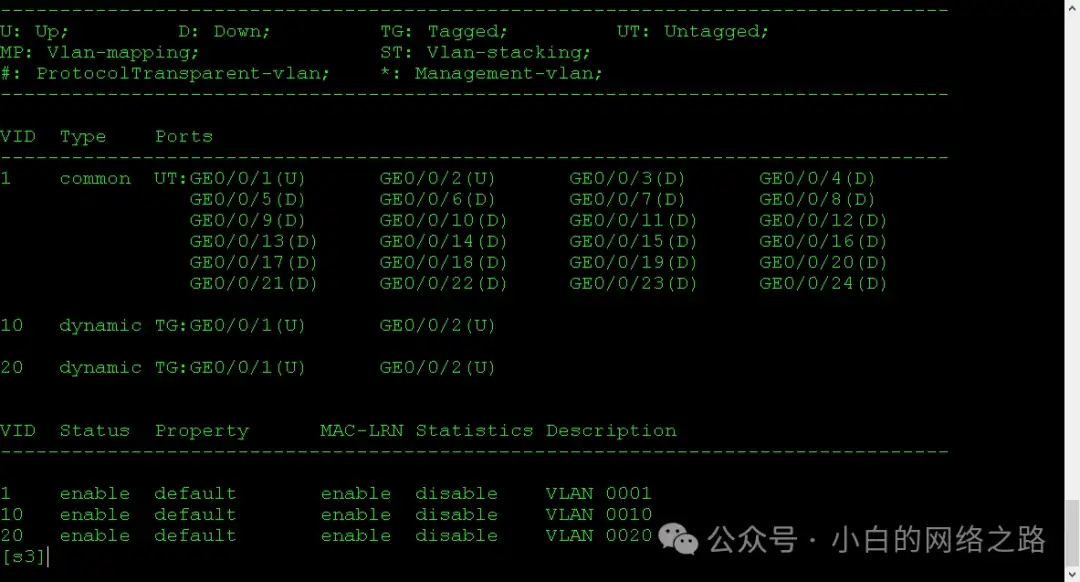 --------------------------------------------------------------------------------
U: Up;         D: Down;         TG: Tagged;         UT: Untagged;
MP: Vlan-mapping;               ST: Vlan-stacking;
#: ProtocolTransparent-vlan;    *: Management-vlan;
--------------------------------------------------------------------------------
VID  Type    Ports
--------------------------------------------------------------------------------
1    common  UT:GE0/0/1(U)      GE0/0/2(U)      GE0/0/3(D)      GE0/0/4(D)
GE0/0/5(D)      GE0/0/6(D)      GE0/0/7(D)      GE0/0/8(D)
GE0/0/9(D)      GE0/0/10(D)     GE0/0/11(D)     GE0/0/12(D)
GE0/0/13(D)     GE0/0/14(D)     GE0/0/15(D)     GE0/0/16(D)
GE0/0/17(D)     GE0/0/18(D)     GE0/0/19(D)     GE0/0/20(D)
GE0/0/21(D)     GE0/0/22(D)     GE0/0/23(D)     GE0/0/24(D)
10   dynamic TG:GE0/0/1(U)      GE0/0/2(U)
20   dynamic TG:GE0/0/1(U)      GE0/0/2(U)
VID  Status  Property      MAC-LRN Statistics Description
--------------------------------------------------------------------------------
1    enable  default       enable  disable    VLAN 0001
10   enable  default       enable  disable    VLAN 0010
20   enable  default       enable  disable    VLAN 0020
[s3]
公众号 · 小白的网络之路